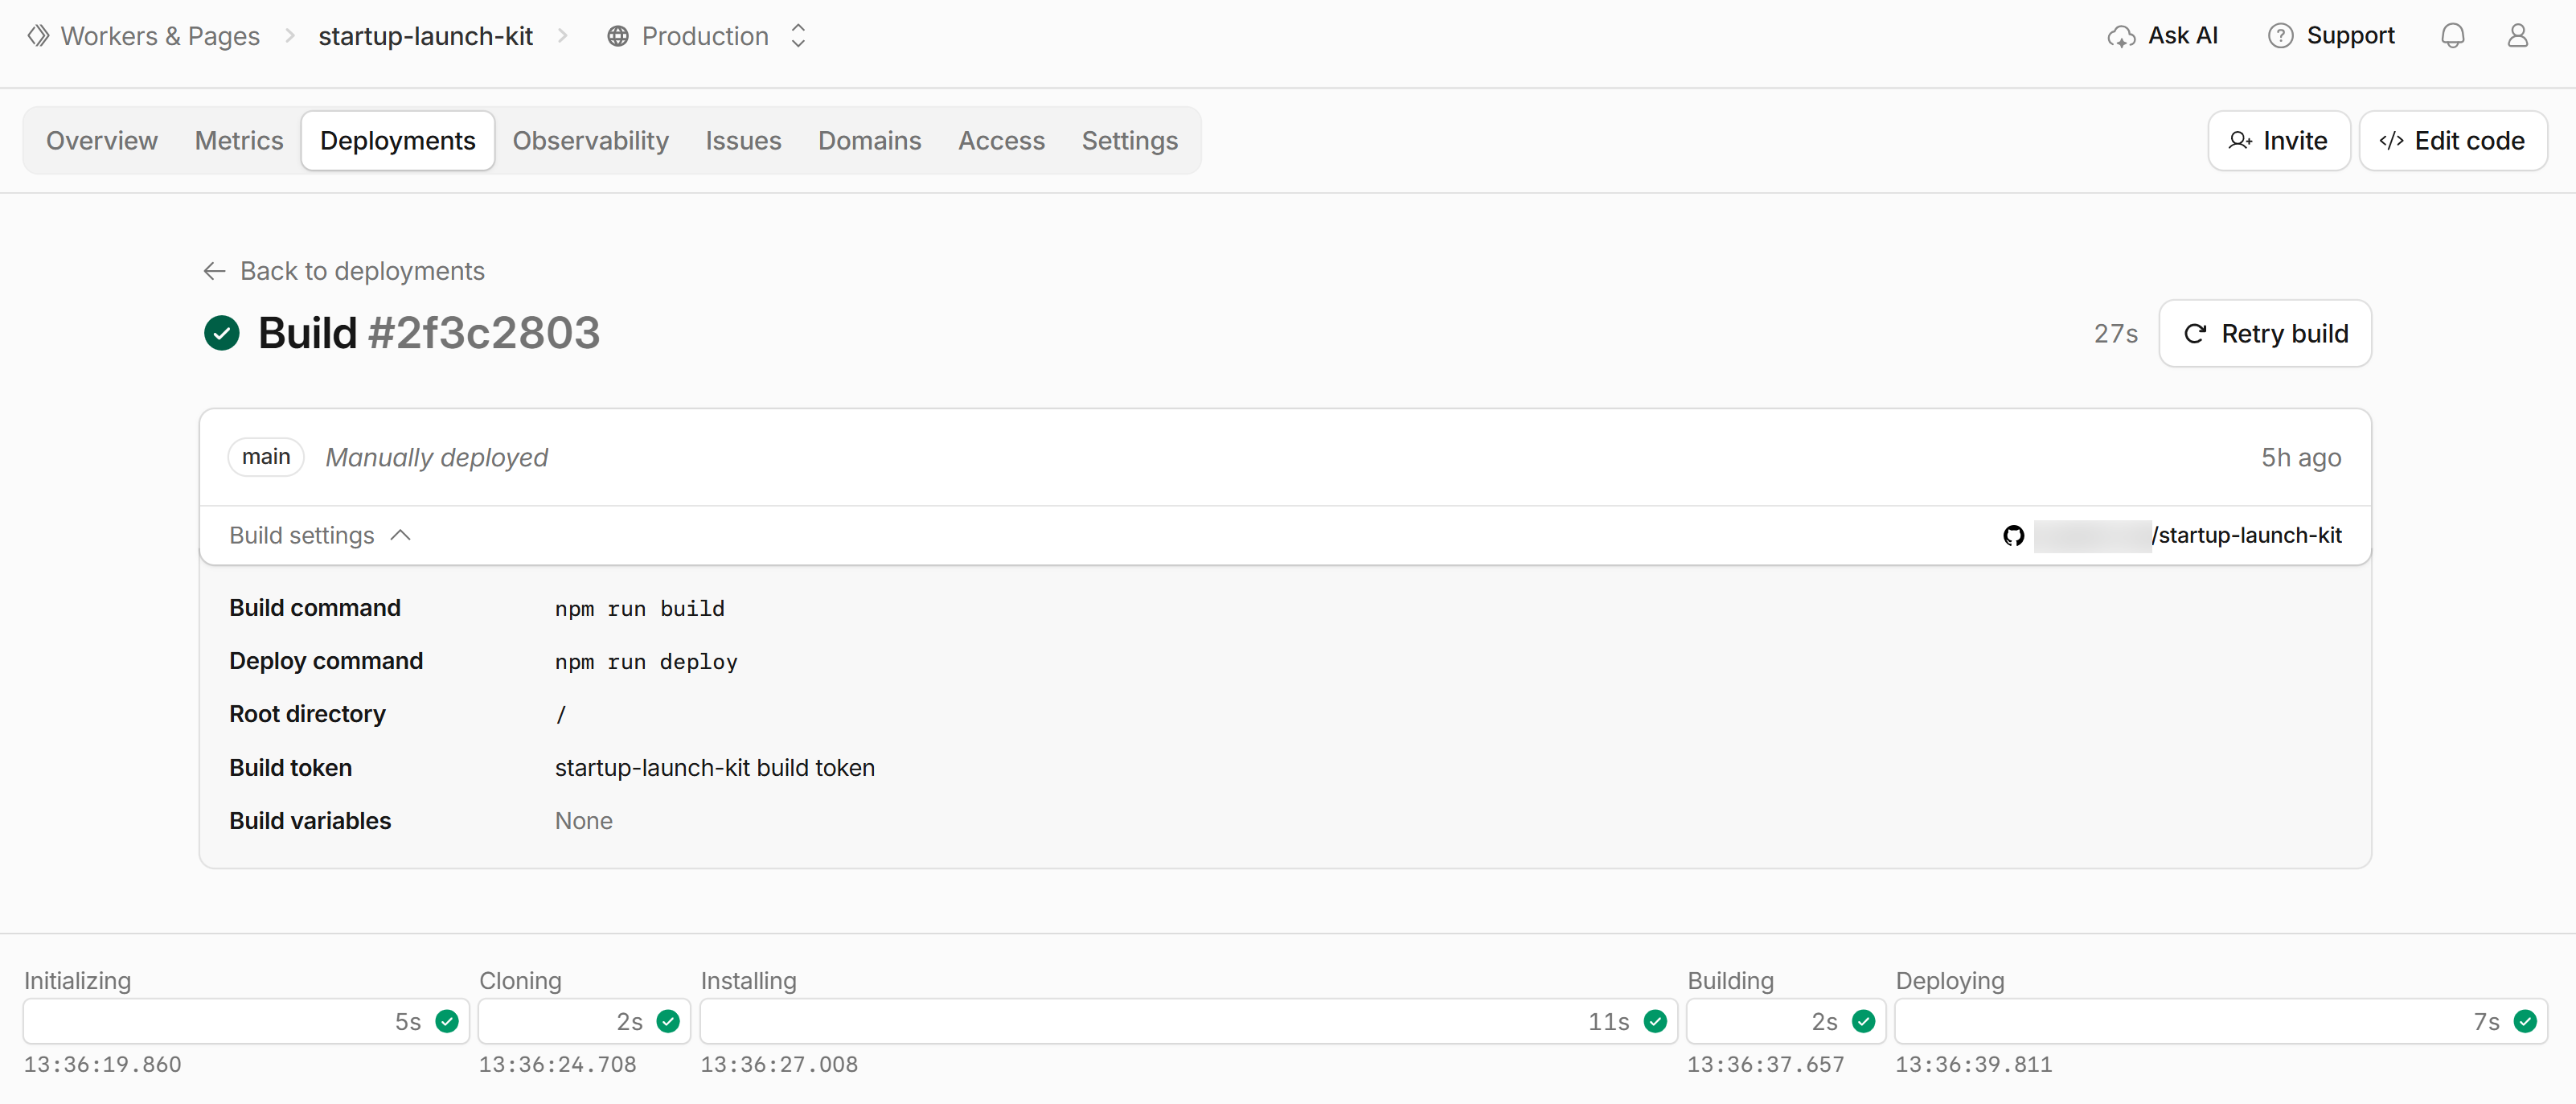 Workers & Pages startup-launch-kit Production Ask AI Support
Overview Metrics Deployments Observability Issues Domains Access Settings Invite Edit code
Back to deployments
Build #2f3c2803 27s Retry build
main Manually deployed 5h ago
Build settings /startup-launch-kit
Build command npm run build
Deploy command npm run deploy
Root directory /
Build token startup-launch-kit build token
Build variables None
Initializing Cloning Installing Building Deploying
5s 2s 11s 2s 7s
13:36:19.860 13:36:24.708 13:36:27.008 13:36:37.657 13:36:39.811